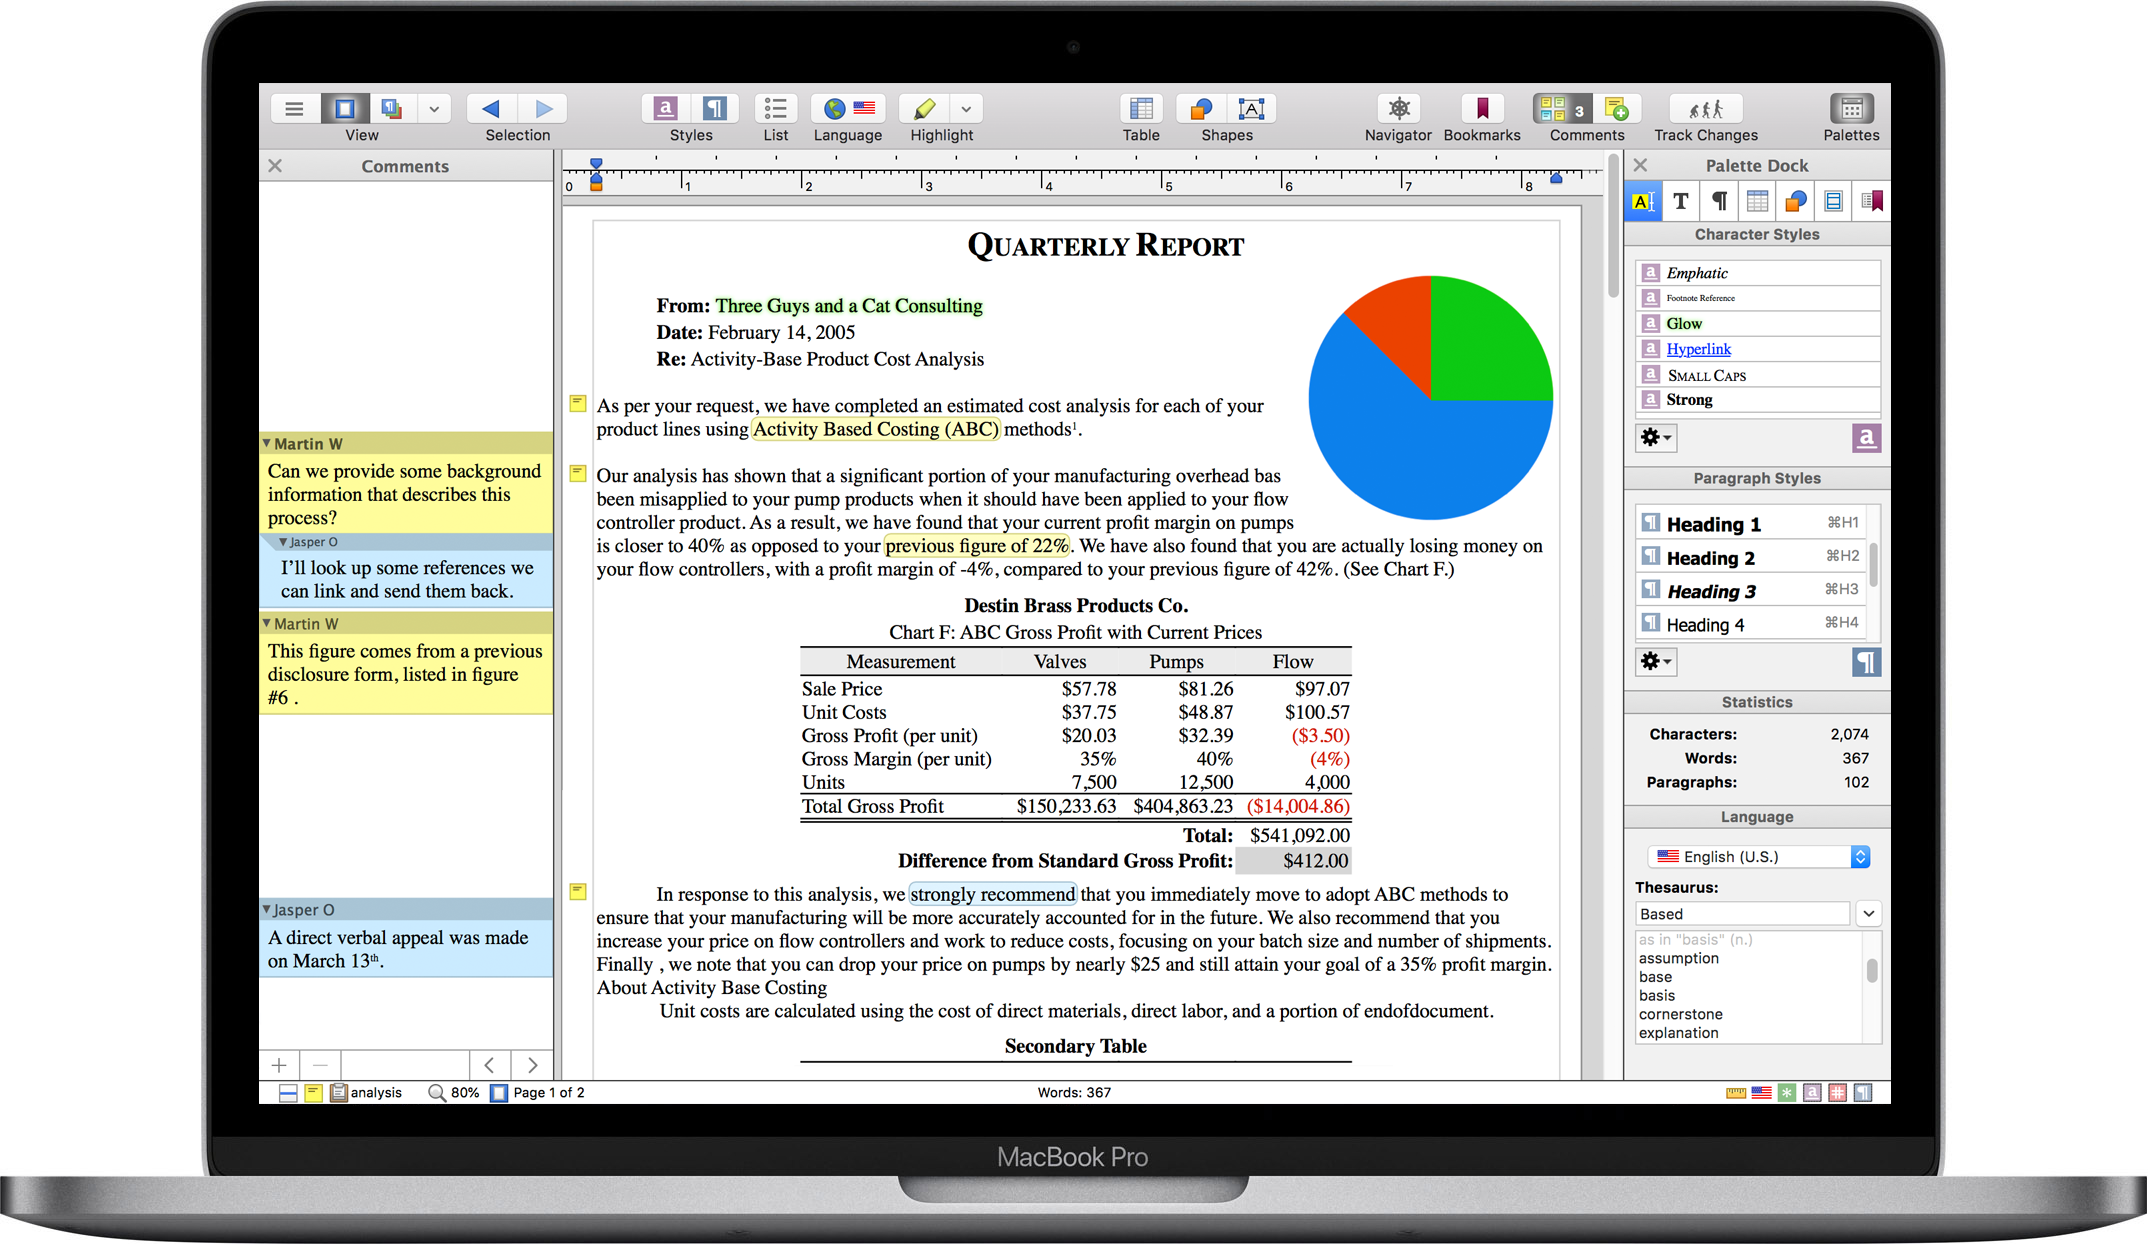 View
Selection
Styles
List
Language
Highlight
Table
Shapes
Navigator
Bookmarks
3
Comments
Track Changes
Palettes
Comments
Martin W
Can we provide some background
information that describes this
process?
Jasper O
I'll look up some references we
can link and send them back.
Martin W
This figure comes from a previous
disclosure form, listed in figure
#6 .
Jasper O
A direct verbal appeal was made
on March 13th.
0 1 2 3 4 5 6 7 8
QUARTERLY REPORT
From: Three Guys and a Cat Consulting
Date: February 14, 2005
Re: Activity-Base Product Cost Analysis
As per your request, we have completed an estimated cost analysis for each of your
product lines using Activity Based Costing (ABC) methods1.
Our analysis has shown that a significant portion of your manufacturing overhead bas
been misapplied to your pump products when it should have been applied to your flow
controller product. As a result, we have found that your current profit margin on pumps
is closer to 40% as opposed to your previous figure of 22%. We have also found that you are actually losing money on
your flow controllers, with a profit margin of -4%, compared to your previous figure of 42%. (See Chart F.)
Destin Brass Products Co.
Chart F: ABC Gross Profit with Current Prices
Measurement Valves Pumps Flow
Sale Price $57.78 $81.26 $97.07
Unit Costs $37.75 $48.87 $100.57
Gross Profit (per unit) $20.03 $32.39 ($3.50)
Gross Margin (per unit) 35% 40% (4%)
Units 7,500 12,500 4,000
Total Gross Profit $150,233.63 $404,863.23 ($14,004.86)
Total: $541,092.00
Difference from Standard Gross Profit: $412.00
In response to this analysis, we strongly recommend that you immediately move to adopt ABC methods to
ensure that your manufacturing will be more accurately accounted for in the future. We also recommend that you
increase your price on flow controllers and work to reduce costs, focusing on your batch size and number of shipments.
Finally , we note that you can drop your price on pumps by nearly $25 and still attain your goal of a 35% profit margin.
About Activity Base Costing
Unit costs are calculated using the cost of direct materials, direct labor, and a portion of endofdocument.
Secondary Table
Palette Dock
Character Styles
a Emphatic
a Footnote Reference
a Glow
a Hyperlink
a SMALL CAPS
a Strong
a
Paragraph Styles
¶ Heading 1 ⌘H1
¶ Heading 2 ⌘H2
¶ Heading 3 ⌘H3
¶ Heading 4 ⌘H4
¶
Statistics
Characters: 2,074
Words: 367
Paragraphs: 102
Language
English (U.S.)
Thesaurus:
Based
as in "basis" (n.)
assumption
base
basis
cornerstone
explanation
analysis 80% Page 1 of 2 Words: 367
MacBook Pro